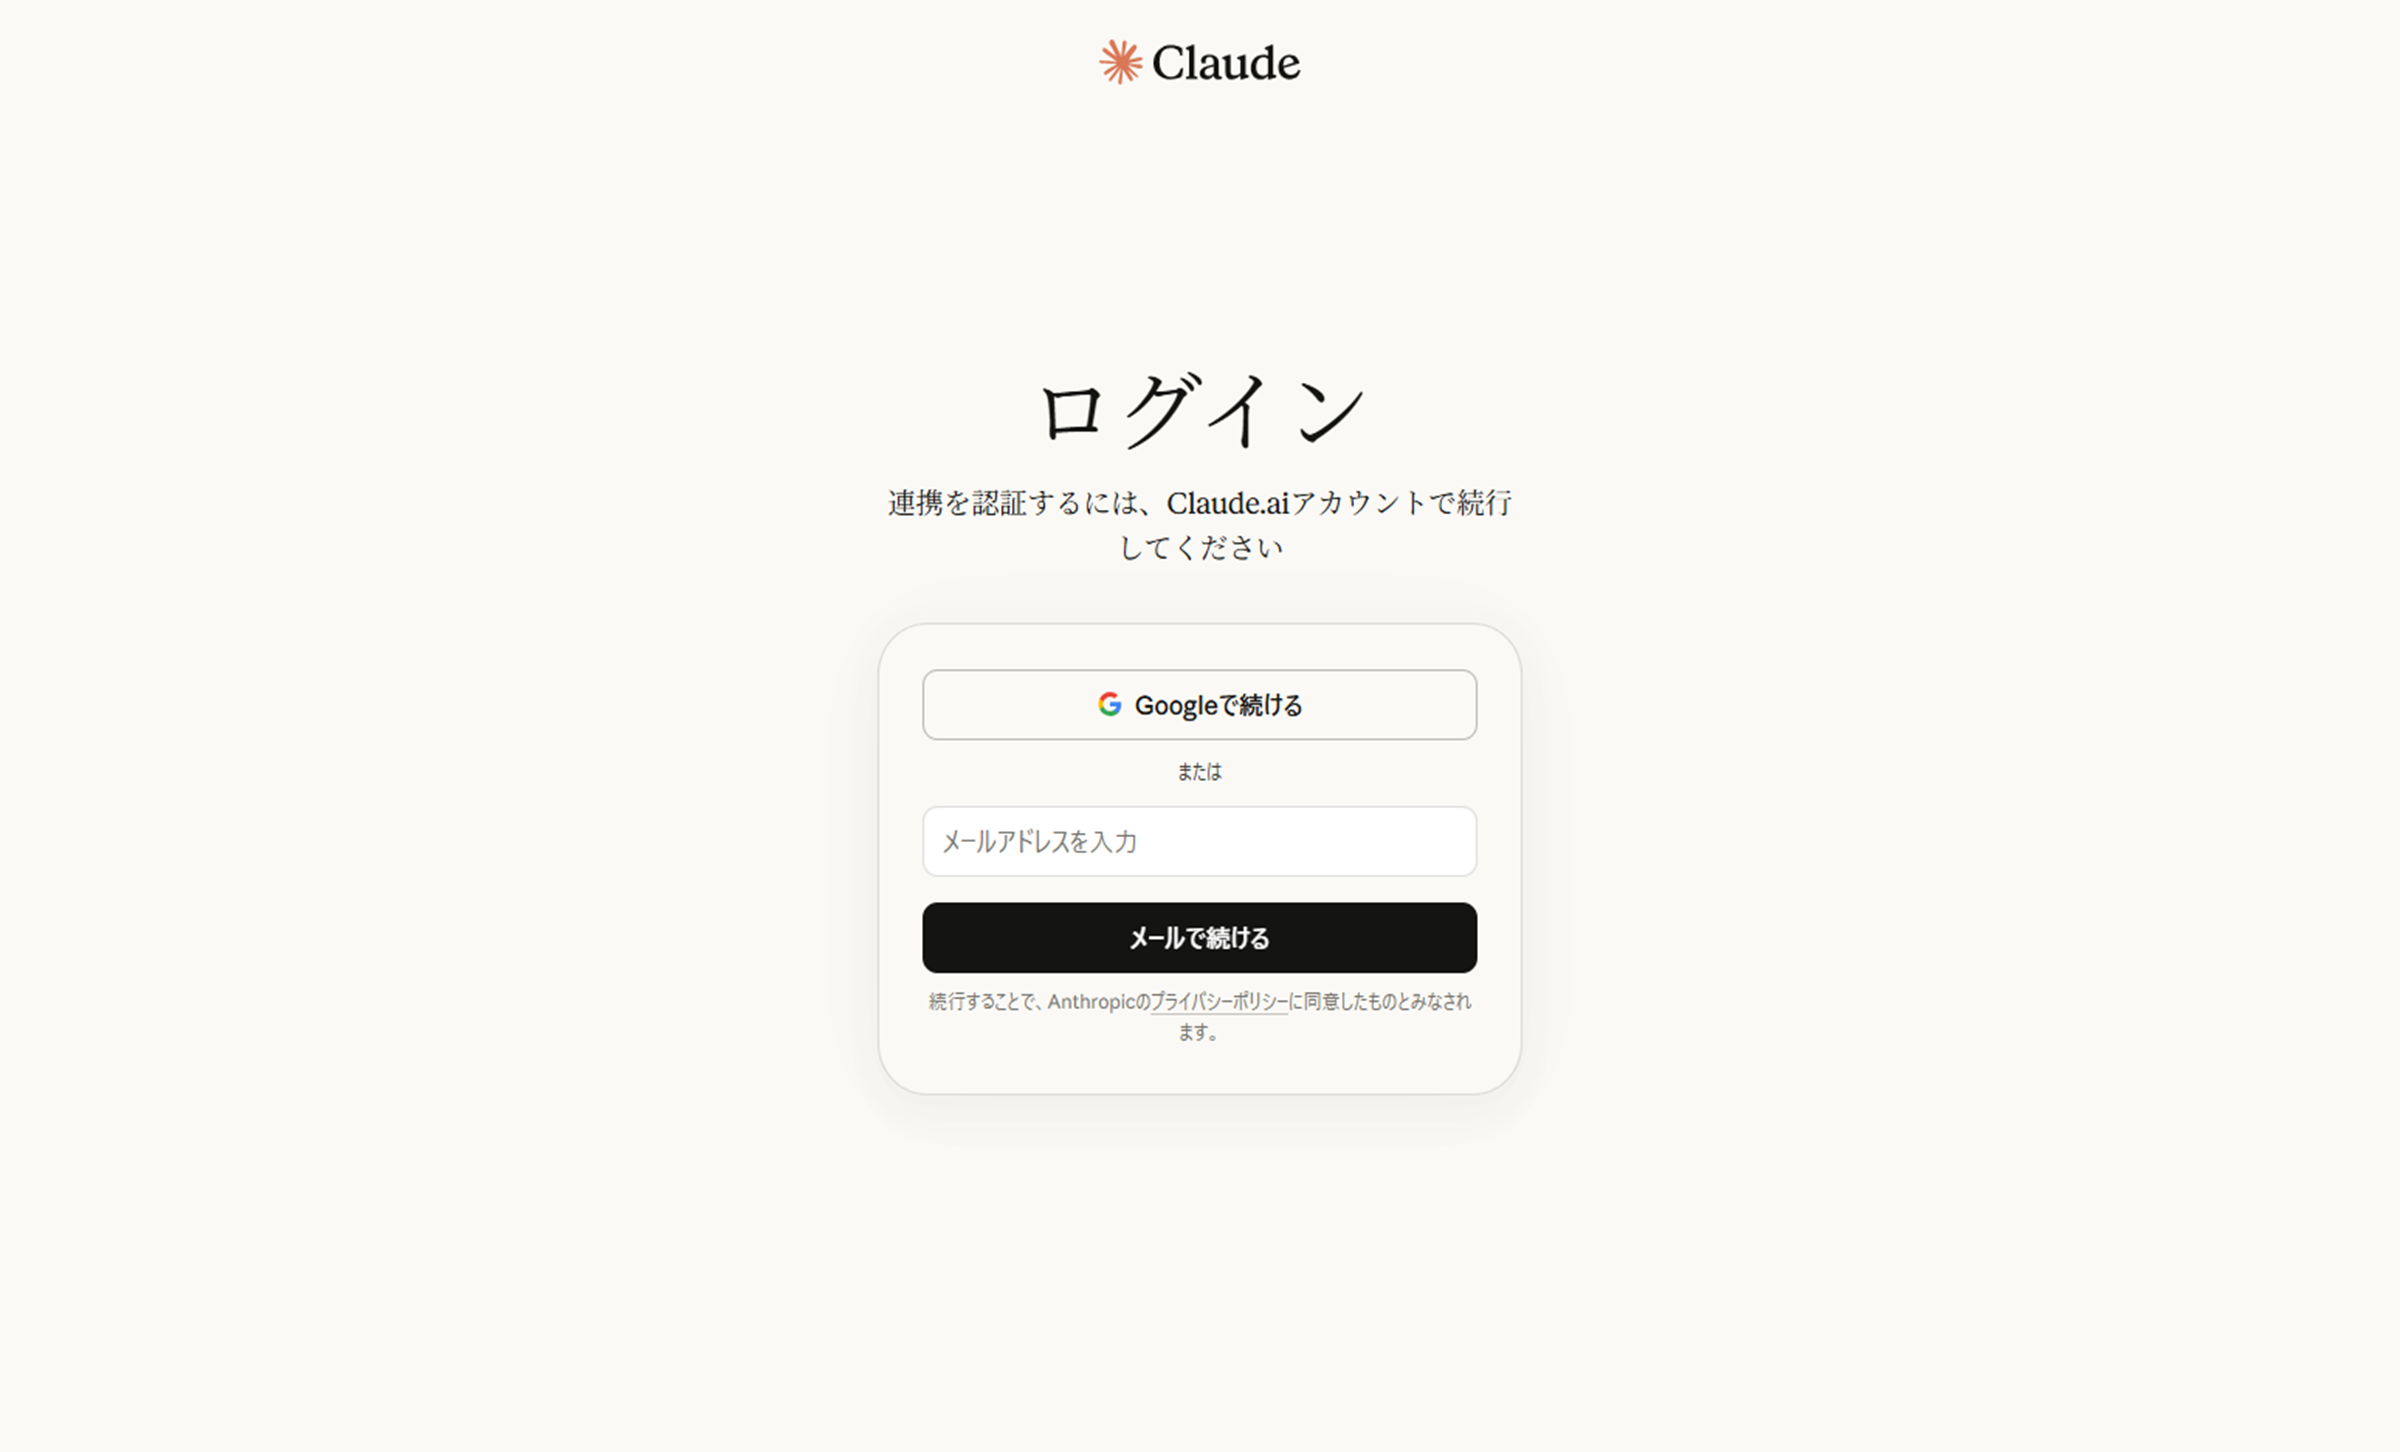 Claude
ログイン
連携を認証するには、Claude.aiアカウントで続行
してください
Googleで続ける
または
メールアドレスを入力
メールで続ける
続行することで、Anthropicのプライバシーポリシーに同意したものとみなされ
ます。